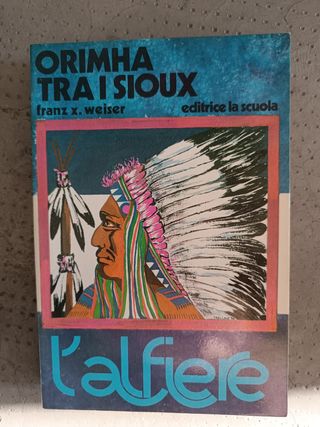 ORIMHA
TRA I SIOUX
franz x. weiser editrice la scuola
l'alfiere